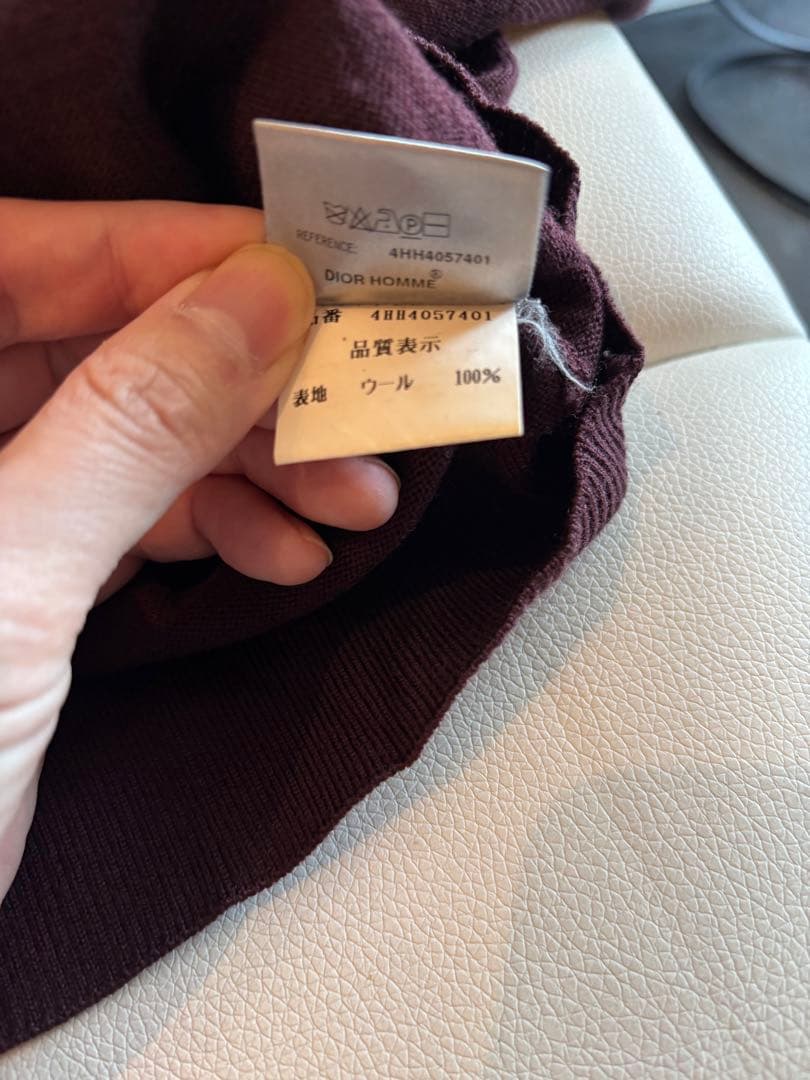 REFERENCE: 4HH4057401
DIOR HOMME®
番 4HH4057401
品質表示
表地 ウール 100%